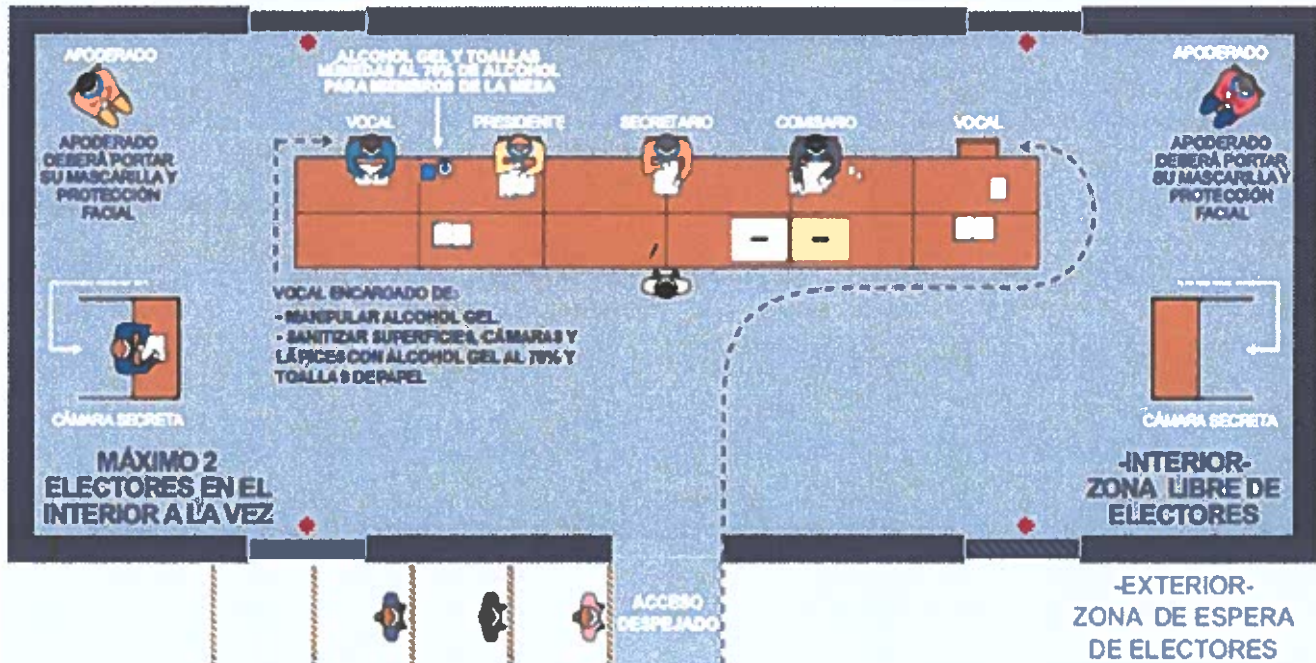 APODERADO
APODERADO
DEBERÁ PORTAR
SU MASCARILLA Y
PROTECCIÓN
FACIAL
ALCOHOL GEL Y TOALLAS
HÚMEDAS AL 70% DE ALCOHOL
PARA MIEMBROS DE LA MESA
VOCAL
PRESIDENTE
SECRETARIO
COMISARIO
VOCAL
APODERADO
APODERADO
DEBERÁ PORTAR
SU MASCARILLA Y
PROTECCIÓN
FACIAL
VOCAL ENCARGADO DE:
- MANIPULAR ALCOHOL GEL
- SANITIZAR SUPERFICIES, CÁMARAS Y
LÁPICES CON ALCOHOL GEL AL 70% Y
TOALLAS DE PAPEL
CÁMARA SECRETA
MÁXIMO 2
ELECTORES EN EL
INTERIOR A LA VEZ
CÁMARA SECRETA
-INTERIOR-
ZONA LIBRE DE
ELECTORES
ACCESO
DESPEJADO
-EXTERIOR-
ZONA DE ESPERA
DE ELECTORES